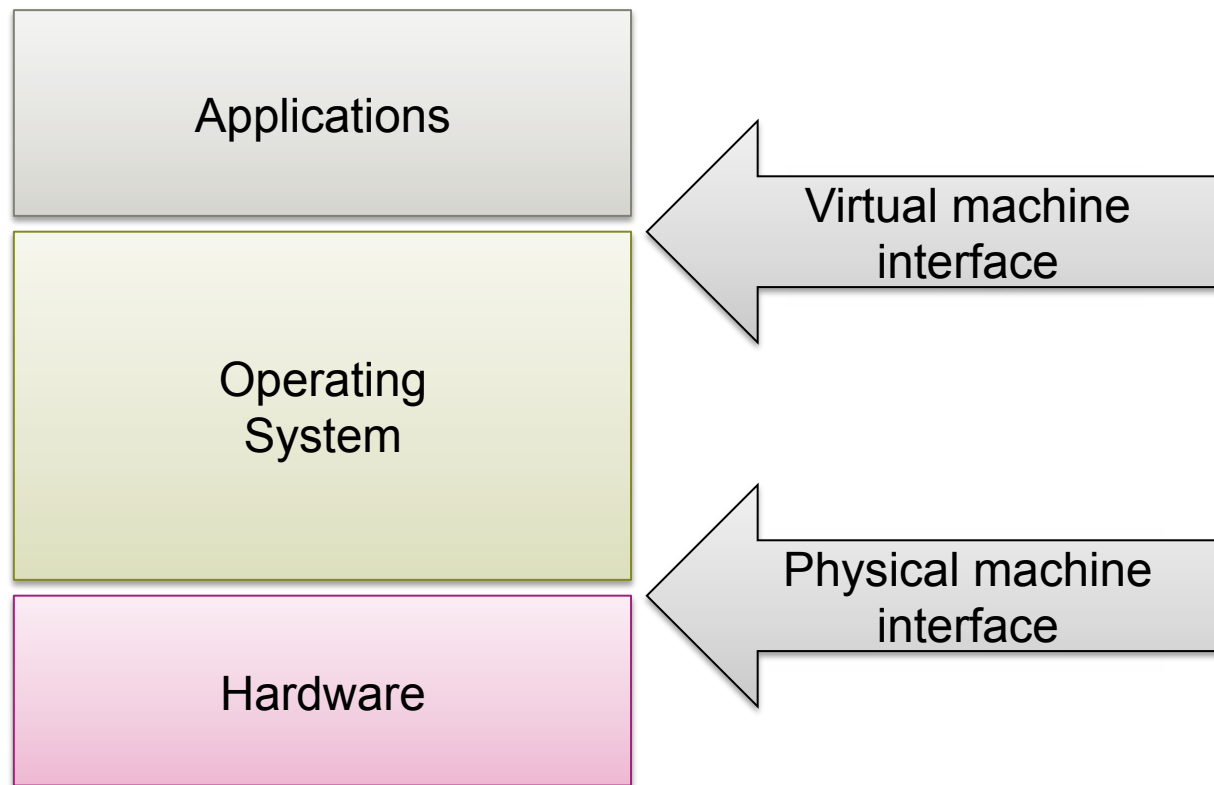 Applications
Virtual machine
interface
Operating
System
Physical machine
interface
Hardware